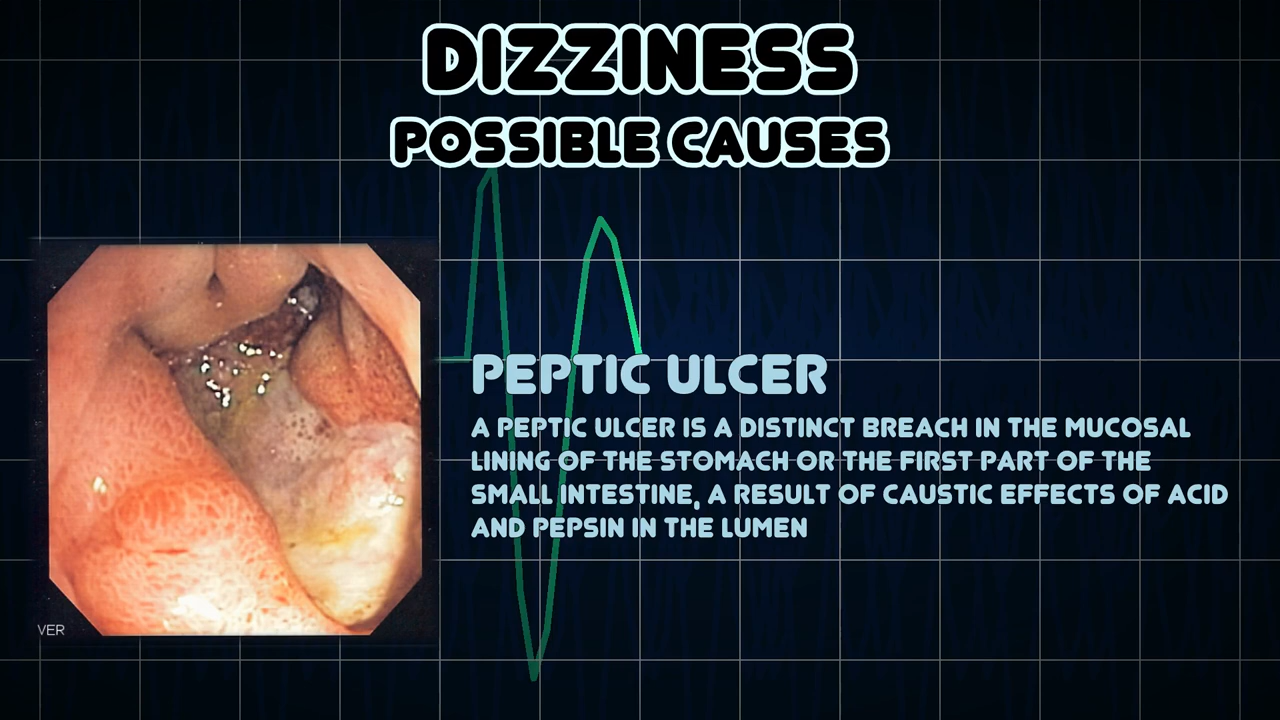 DIZZINESS
POSSIBLE CAUSES
PEPTIC ULCER
A PEPTIC ULCER IS A DISTINCT BREACH IN THE MUCOSAL
LINING OF THE STOMACH OR THE FIRST PART OF THE
SMALL INTESTINE, A RESULT OF CAUSTIC EFFECTS OF ACID
AND PEPSIN IN THE LUMEN
VER